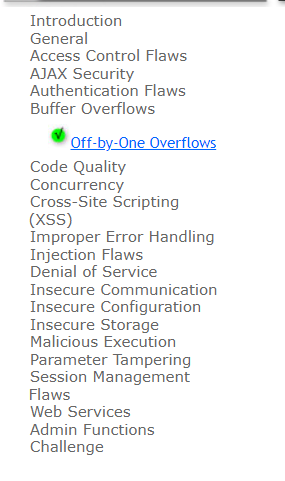 Introduction
General
Access Control Flaws
AJAX Security
Authentication Flaws
Buffer Overflows
Off-by-One Overflows
Code Quality
Concurrency
Cross-Site Scripting
(XSS)
Improper Error Handling
Injection Flaws
Denial of Service
Insecure Communication
Insecure Configuration
Insecure Storage
Malicious Execution
Parameter Tampering
Session Management
Flaws
Web Services
Admin Functions
Challenge